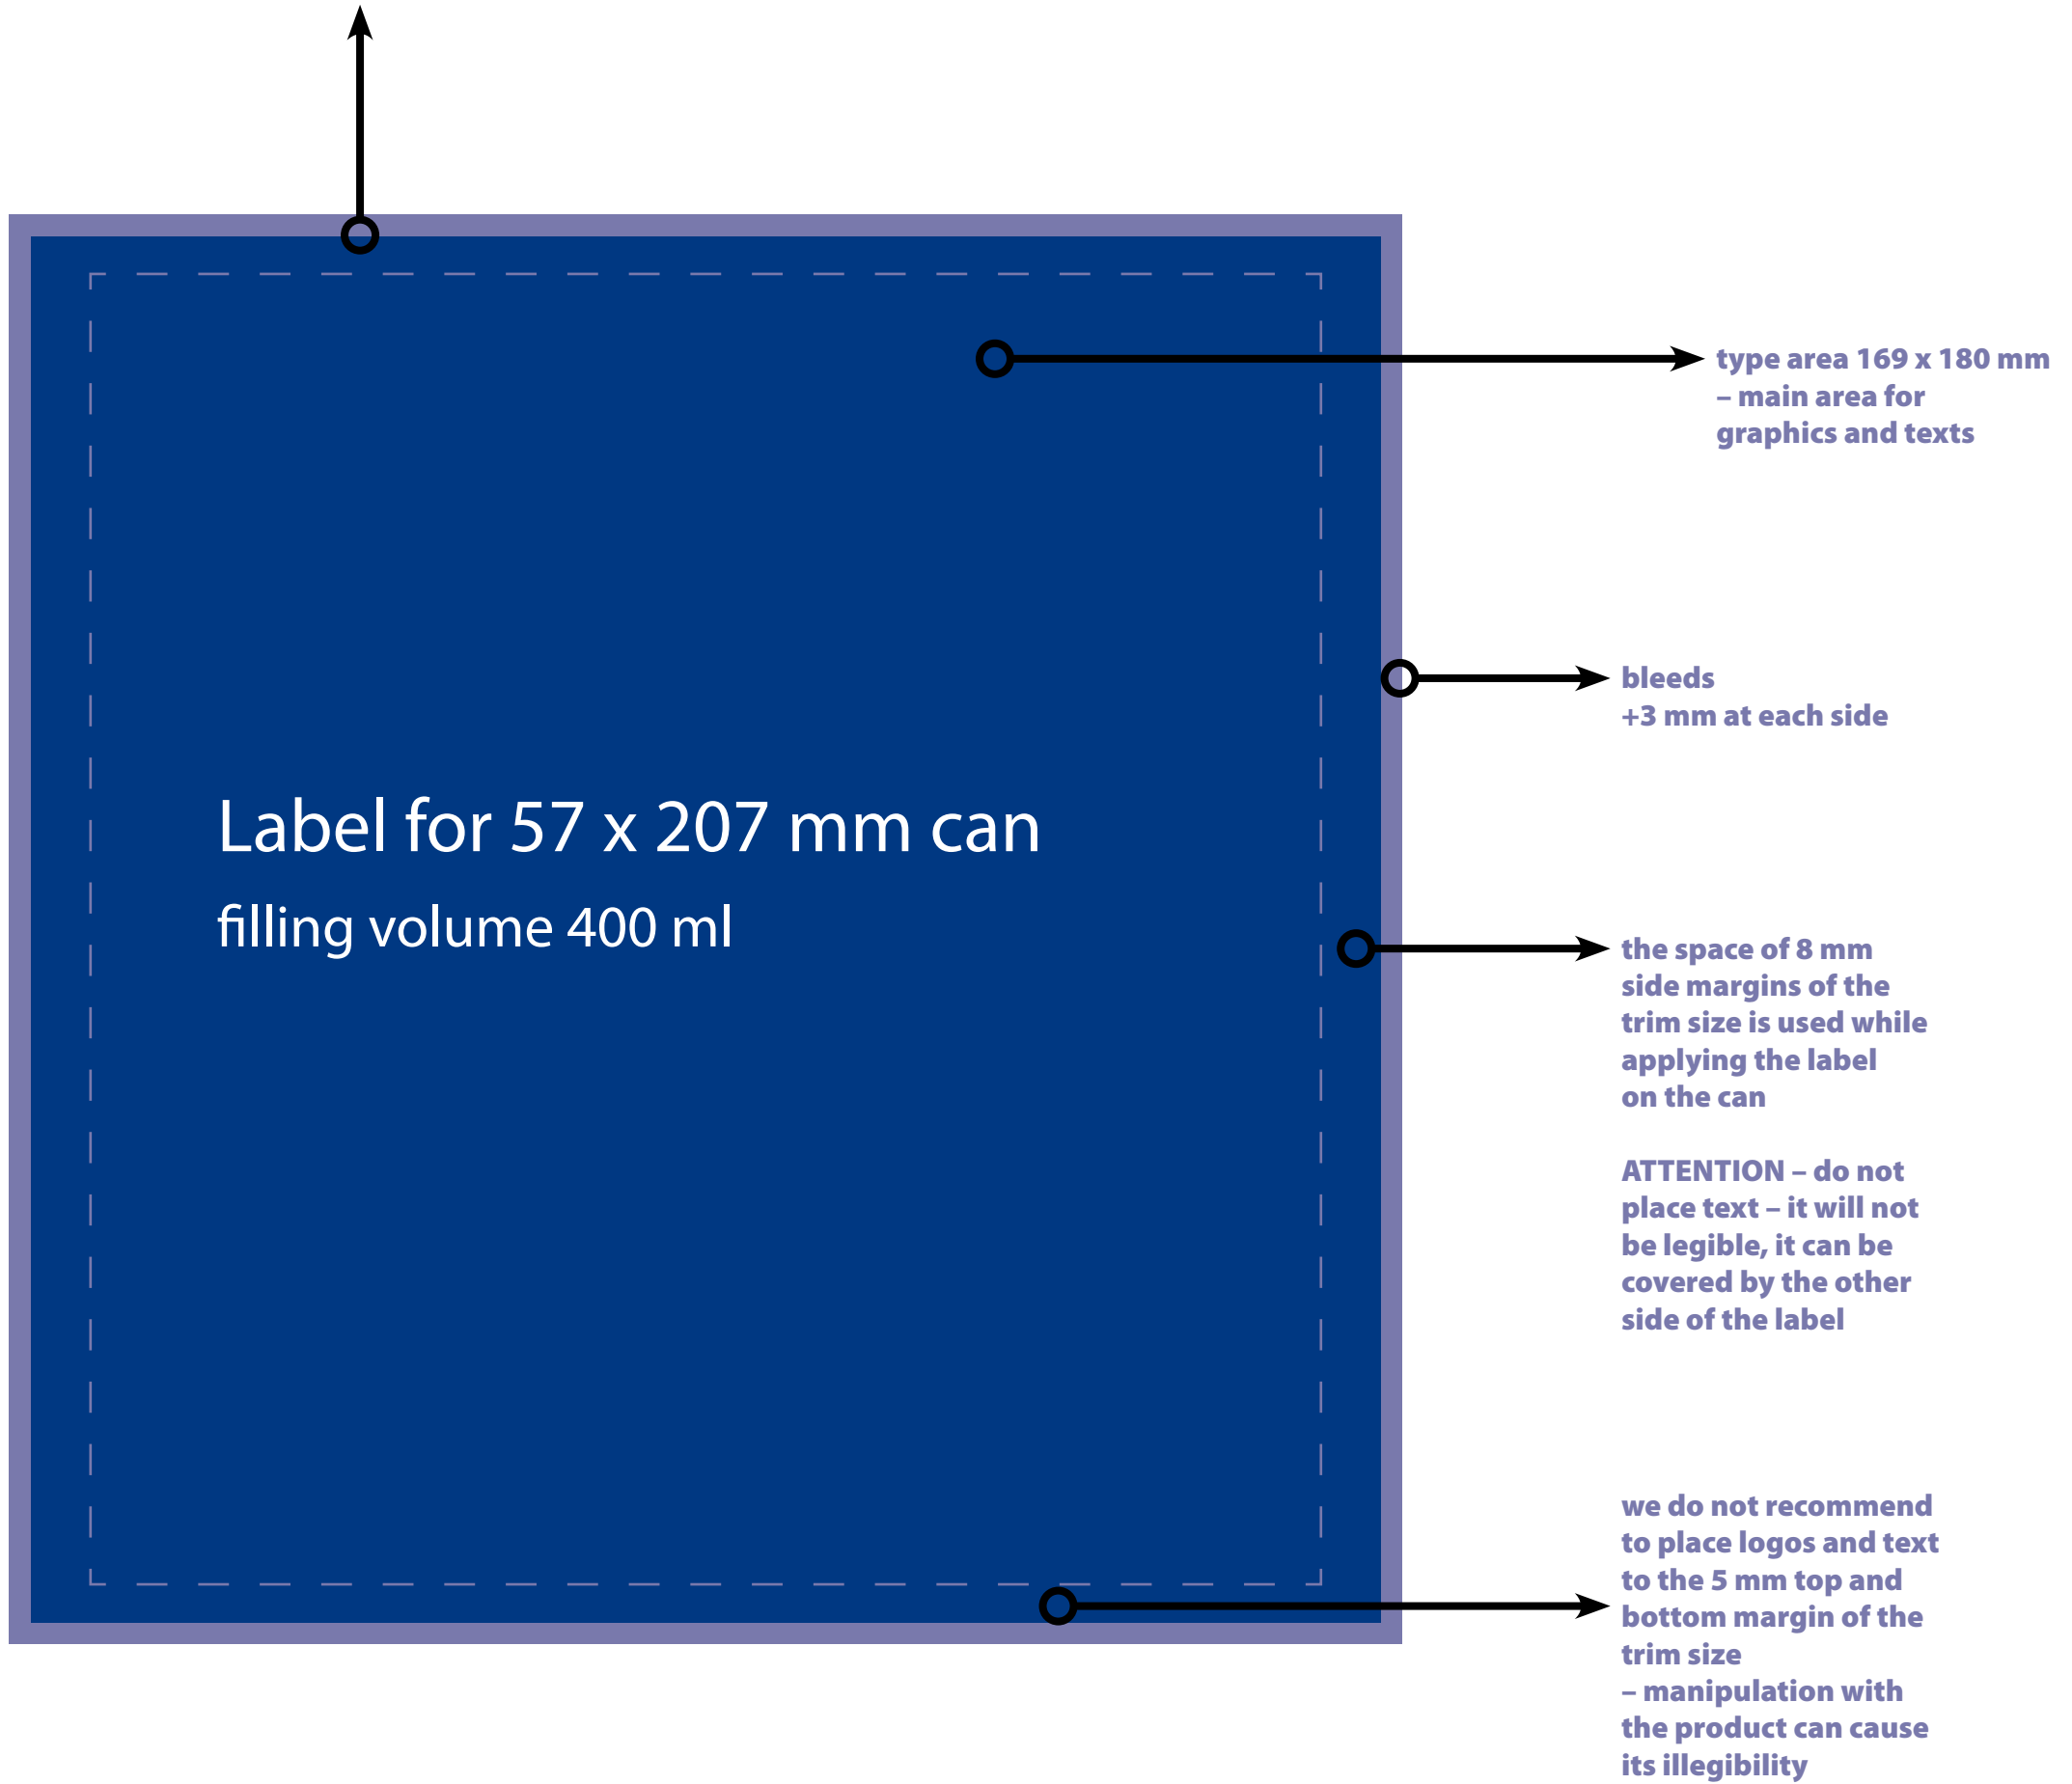 type area 169 x 180 mm
– main area for
graphics and texts
bleeds
+3 mm at each side
Label for 57 x 207 mm can
filling volume 400 ml
the space of 8 mm
side margins of the
trim size is used while
applying the label
on the can
ATTENTION – do not
place text – it will not
be legible, it can be
covered by the other
side of the label
we do not recommend
to place logos and text
to the 5 mm top and
bottom margin of the
trim size
– manipulation with
the product can cause
its illegibility